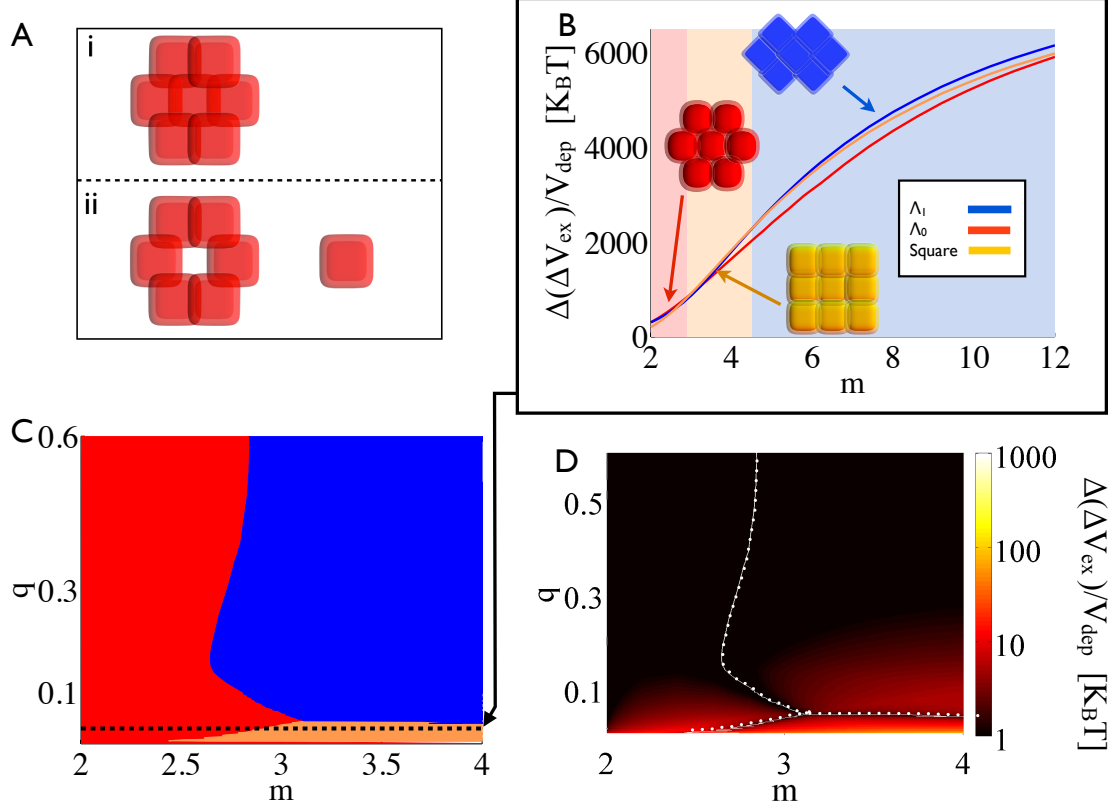 A
i
ii
B
Δ(ΔV_ex)/V_dep [K_BT]
6000
4000
2000
0
2 4 6 8 10 12
m
Λ₁
Λ₀
Square
C
0.6
0.3
0.1
q
2 2.5 3 3.5 4
m
D
0.5
0.3
0.1
q
2 3 4
m
1000
100
10
1
Δ(ΔV_ex)/V_dep [K_BT]